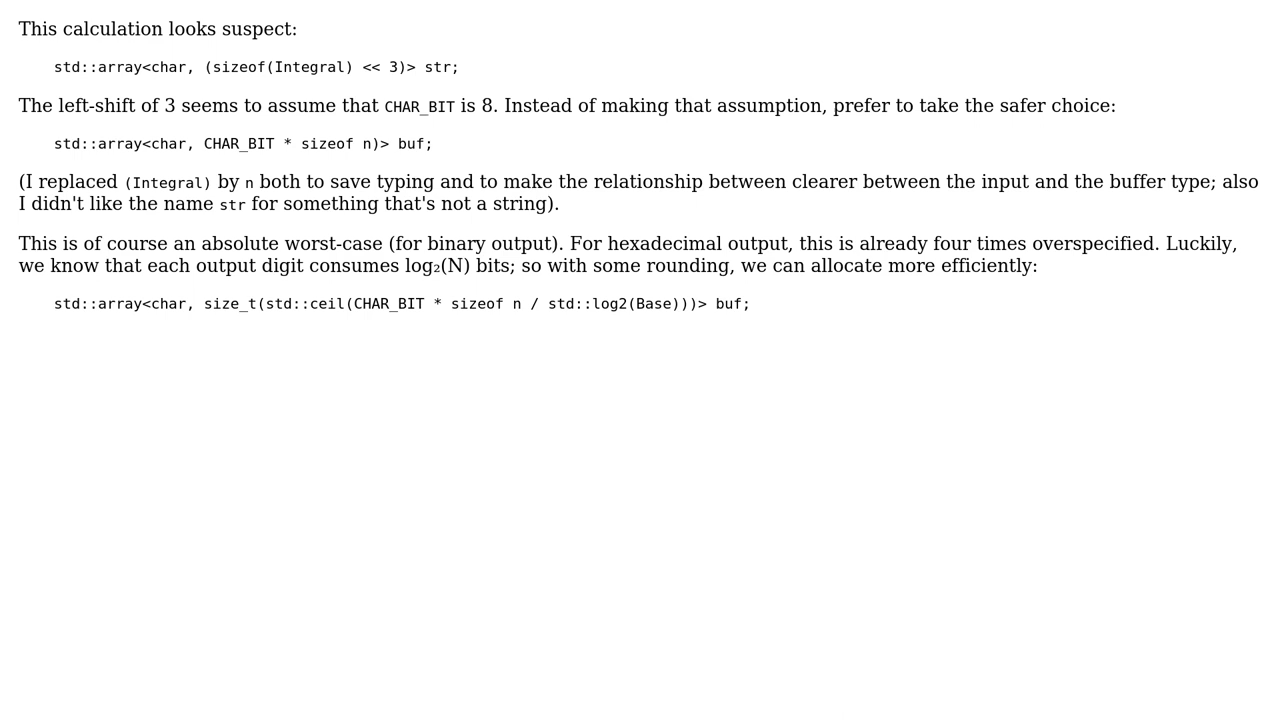 This calculation looks suspect:
std::array<char, (sizeof(Integral) << 3)> str;
The left-shift of 3 seems to assume that CHAR_BIT is 8. Instead of making that assumption, prefer to take the safer choice:
std::array<char, CHAR_BIT * sizeof n)> buf;
(I replaced (Integral) by n both to save typing and to make the relationship between clearer between the input and the buffer type; also
I didn't like the name str for something that's not a string).
This is of course an absolute worst-case (for binary output). For hexadecimal output, this is already four times overspecified. Luckily,
we know that each output digit consumes log₂(N) bits; so with some rounding, we can allocate more efficiently:
std::array<char, size_t(std::ceil(CHAR_BIT * sizeof n / std::log2(Base)))> buf;